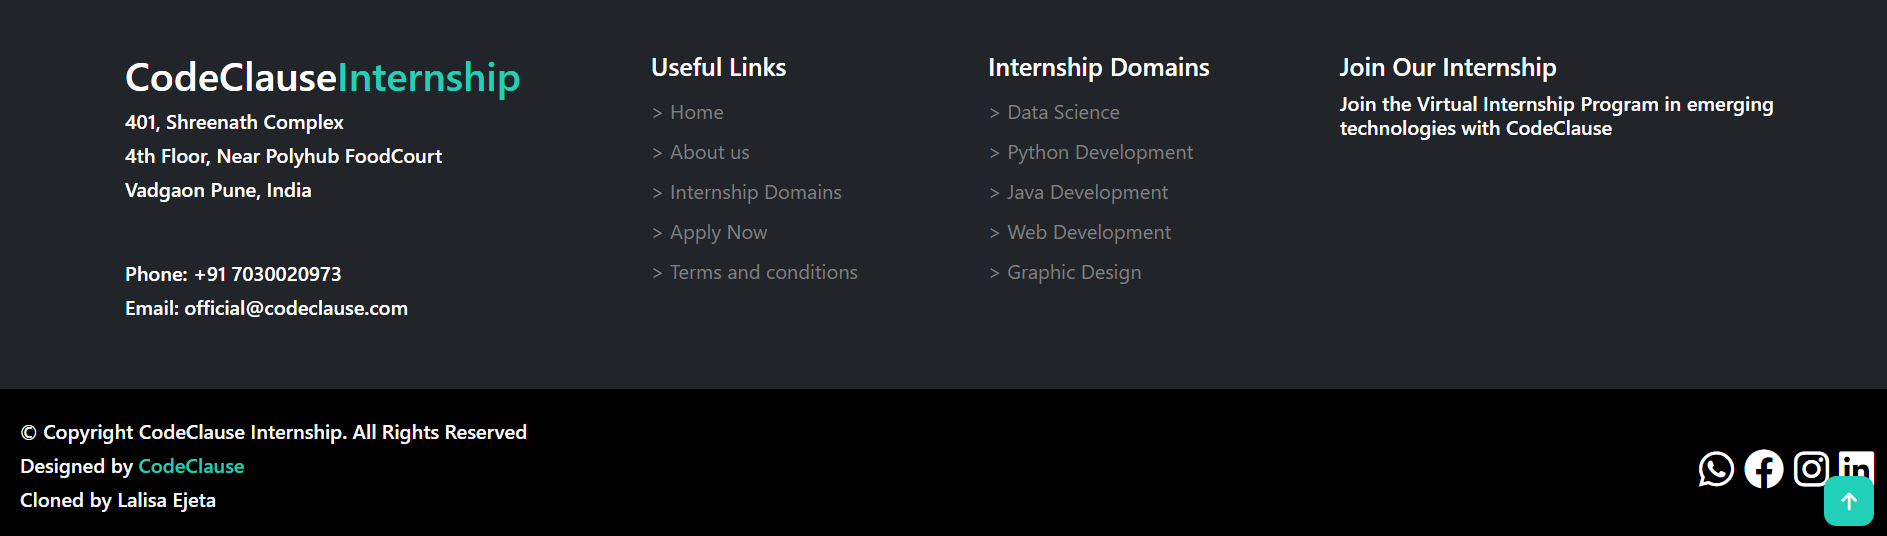 CodeClauseInternship
401, Shreenath Complex
4th Floor, Near Polyhub FoodCourt
Vadgaon Pune, India
Phone: +91 7030020973
Email: official@codeclause.com
Useful Links
> Home
> About us
> Internship Domains
> Apply Now
> Terms and conditions
Internship Domains
> Data Science
> Python Development
> Java Development
> Web Development
> Graphic Design
Join Our Internship
Join the Virtual Internship Program in emerging
technologies with CodeClause
© Copyright CodeClause Internship. All Rights Reserved
Designed by CodeClause
Cloned by Lalisa Ejeta